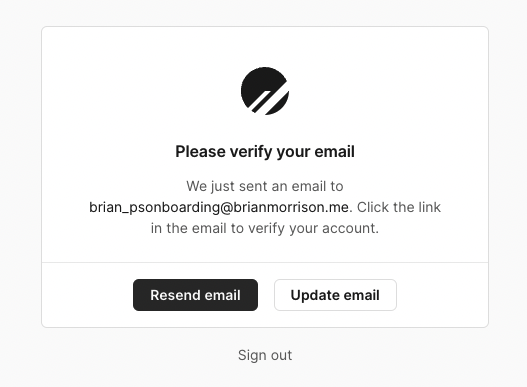 Please verify your email
We just sent an email to
brian_psonboarding@brianmorrison.me. Click the link
in the email to verify your account.
Resend email
Update email
Sign out